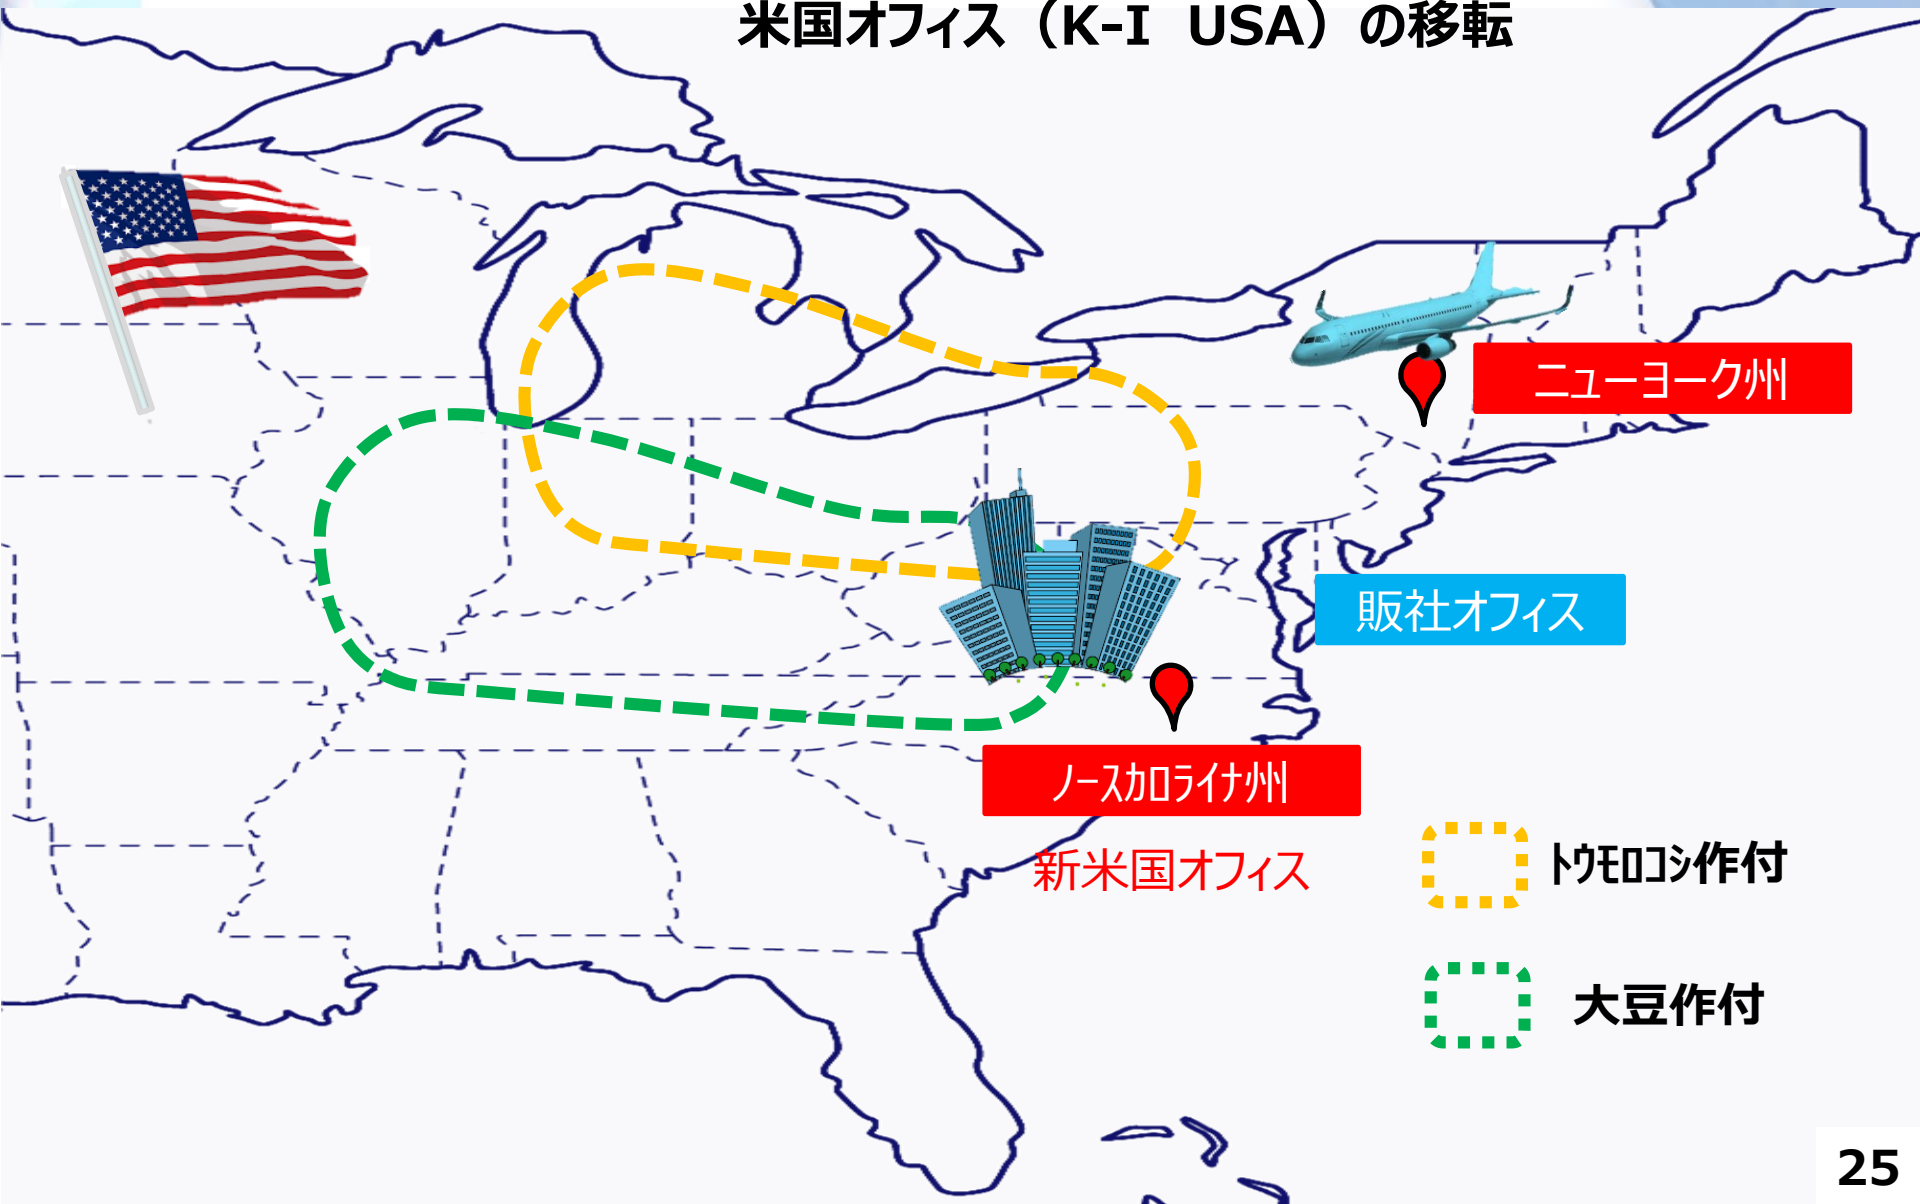 米国オフィス（K-I USA）の移転
ニューヨーク州
販社オフィス
ﾉｰｽｶﾛﾗｲﾅ州
新米国オフィス
ﾄｳﾓﾛｺｼ作付
大豆作付
25